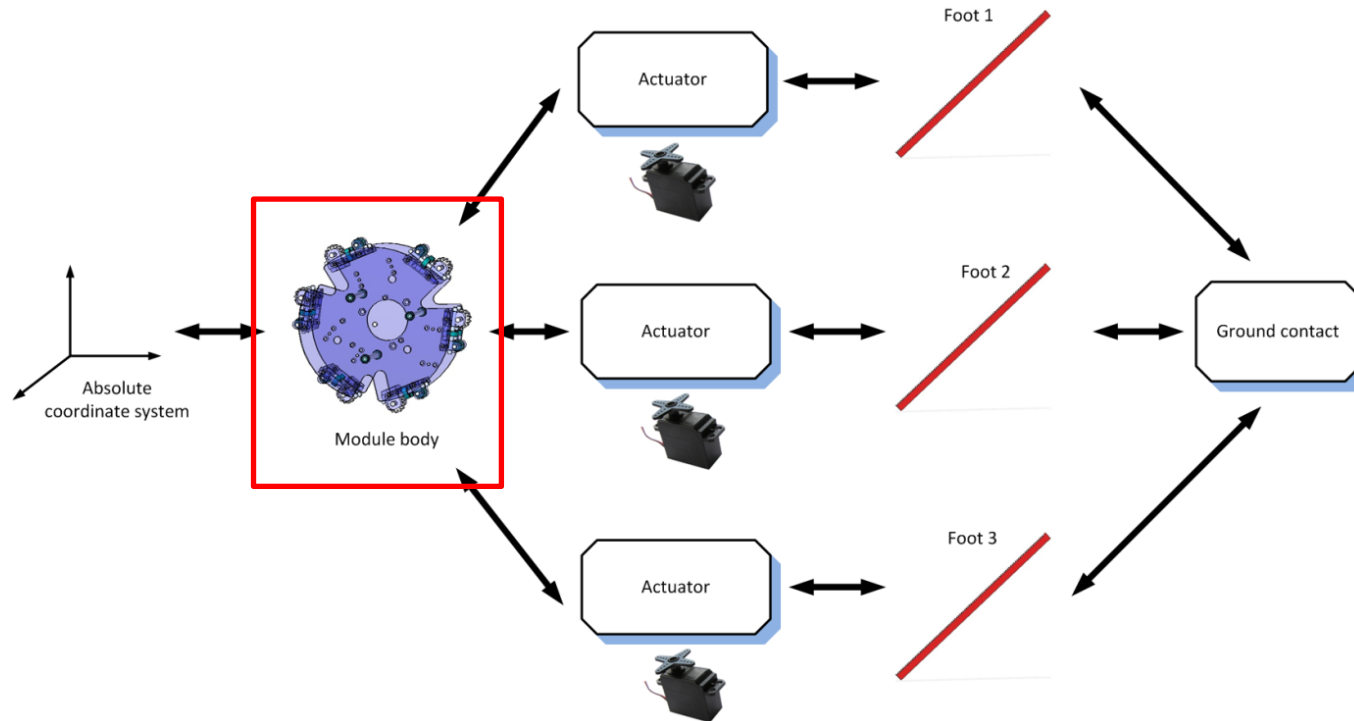 Foot 1
Actuator
Foot 2
Actuator
Ground contact
Absolute
coordinate system
Module body
Foot 3
Actuator